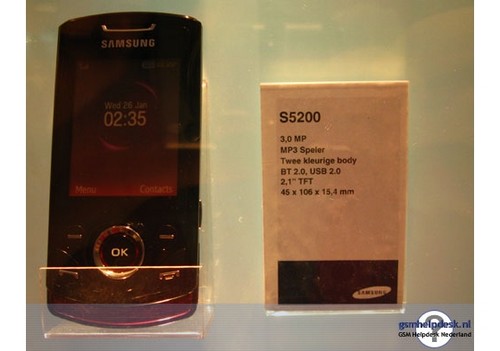 SAMSUNG
Wed 26 Jan
02:35
Menu
Contacts
OK
S5200
3,0 MP
MP3 Speler
Twee kleurige body
BT 2.0, USB 2.0
2,1" TFT
45 x 106 x 15,4 mm
SAMSUNG
gsmhelpdesk.nl
GSM Helpdesk Nederland